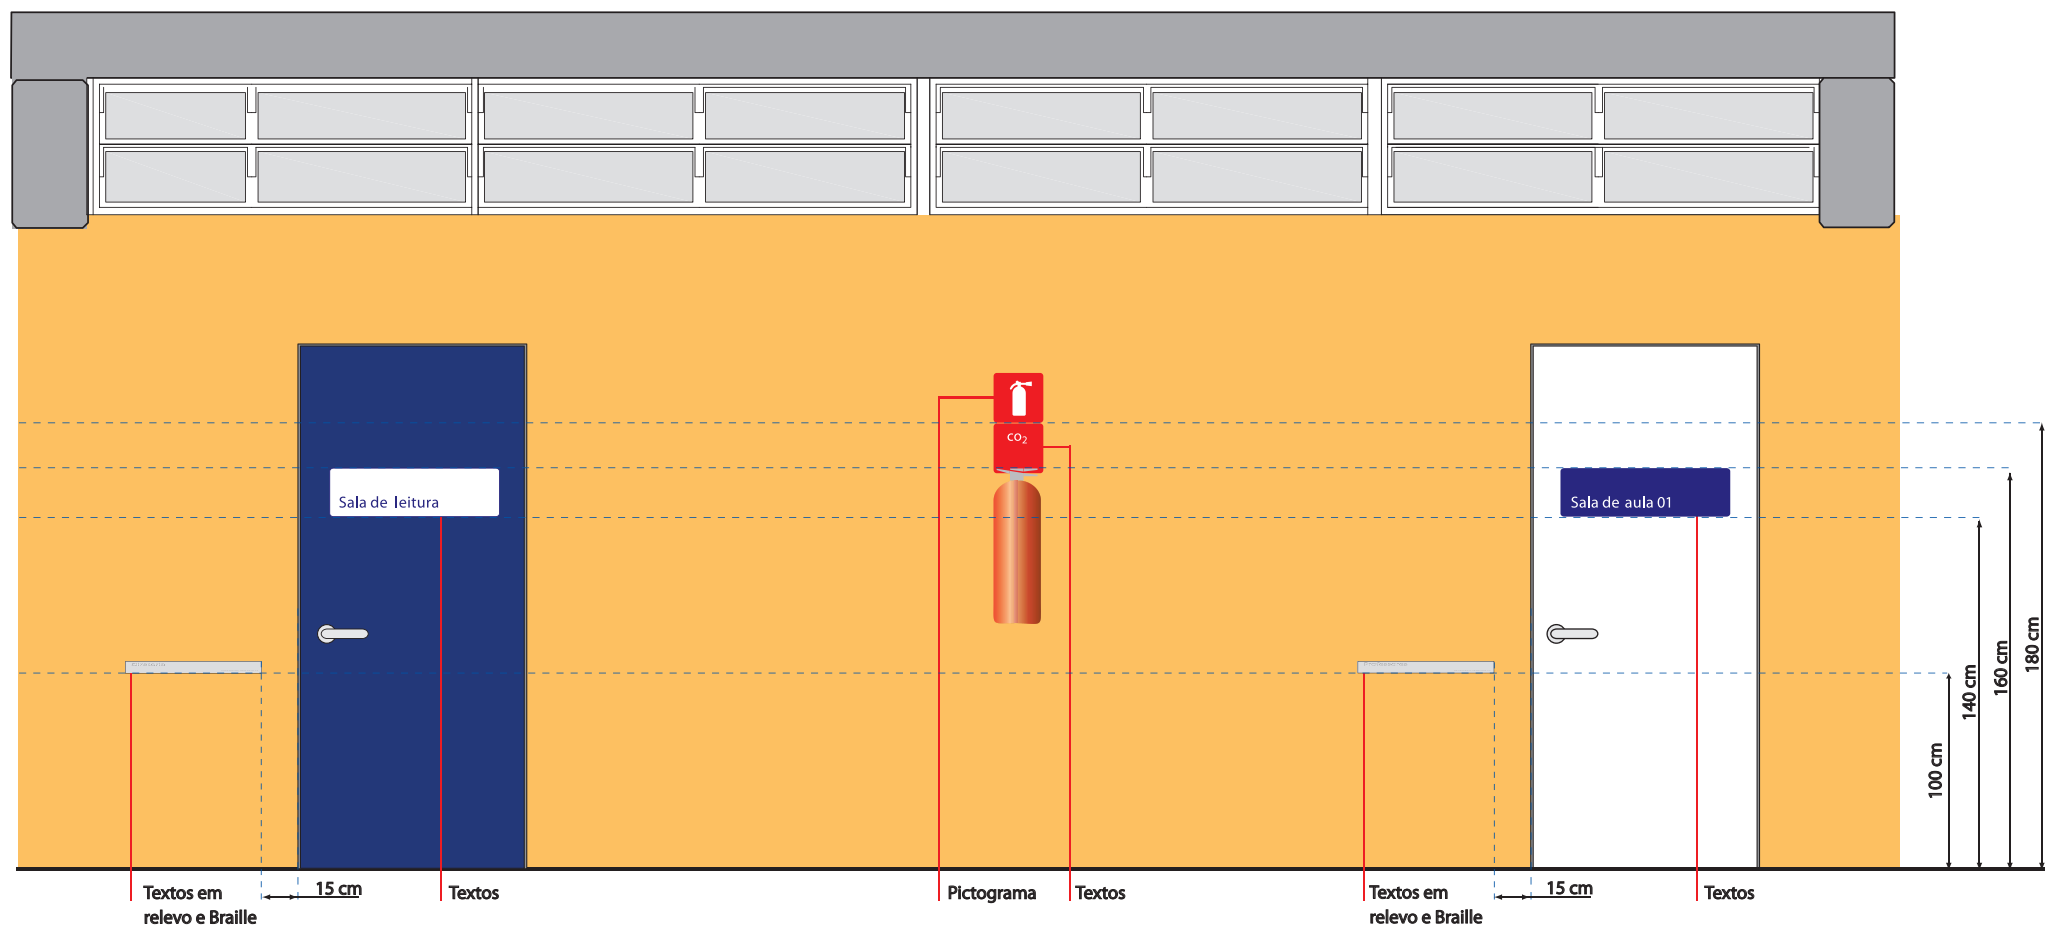 co₂
Sala de leitura
Sala de aula 01
180 cm
160 cm
140 cm
100 cm
Textos em
relevo e Braille
15 cm
Textos
Pictograma
Textos
Textos em
relevo e Braille
15 cm
Textos